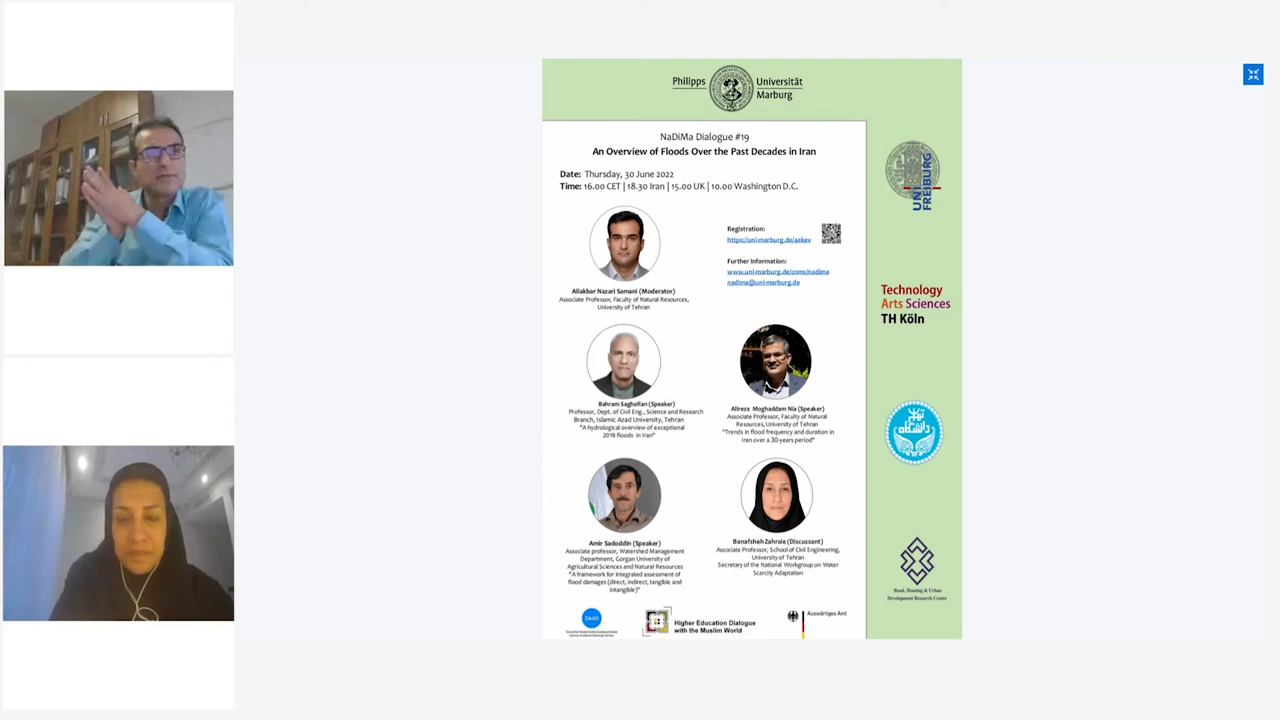 Philipps Universität
Marburg
NaDiMa Dialogue #19
An Overview of Floods Over the Past Decades in Iran
Date: Thursday, 30 June 2022
Time: 16.00 CET | 18.30 Iran | 15.00 UK | 10.00 Washington D.C.
Registration:
https://uni-marburg.de/aekev
Further Information:
www.uni-marburg.de/cnms/nadima
nadima@uni-marburg.de
Aliakbar Nazari Samani (Moderator)
Associate Professor, Faculty of Natural Resources,
University of Tehran
Bahram Saghafian (Speaker)
Professor, Dept. of Civil Eng., Science and Research
Branch, Islamic Azad University, Tehran
"A hydrological overview of exceptional
2019 floods in Iran"
Alireza Moghaddam Nia (Speaker)
Associate Professor, Faculty of Natural
Resources, University of Tehran
"Trends in flood frequency and duration in
Iran over a 30-years period"
Amir Sadoddin (Speaker)
Associate professor, Watershed Management
Department, Gorgan University of
Agricultural Sciences and Natural Resources
"A framework for integrated assessment of
flood damages (direct, indirect, tangible and
intangible)"
Banafsheh Zahraie (Discussant)
Associate Professor, School of Civil Engineering,
University of Tehran
Secretary of the National Workgroup on Water
Scarcity Adaptation
DAAD
Deutscher Akademischer Austauschdienst
German Academic Exchange Service
Higher Education Dialogue
with the Muslim World
Auswärtiges Amt
UNI
FREIBURG
Technology
Arts Sciences
TH Köln
دانشگاه تهران
Road, Housing & Urban
Development Research Center